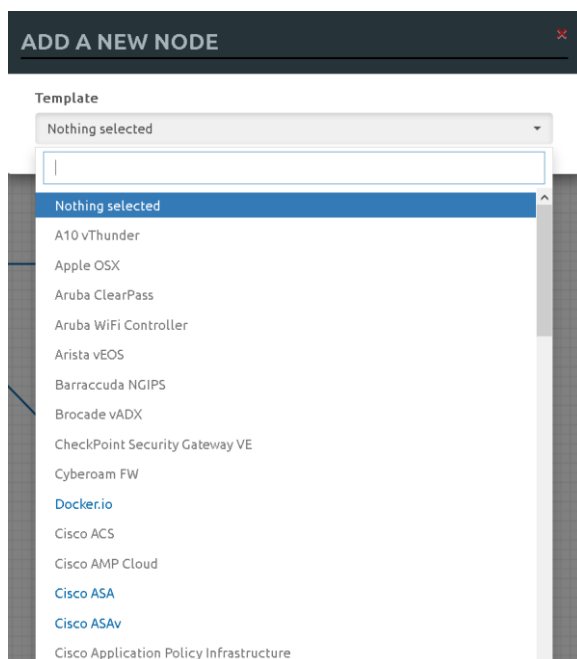 ADD A NEW NODE
Template
Nothing selected
Nothing selected
A10 vThunder
Apple OSX
Aruba ClearPass
Aruba WiFi Controller
Arista vEOS
Barraccuda NGIPS
Brocade vADX
CheckPoint Security Gateway VE
Cyberoam FW
Docker.io
Cisco ACS
Cisco AMP Cloud
Cisco ASA
Cisco ASAv
Cisco Application Policy Infrastructure